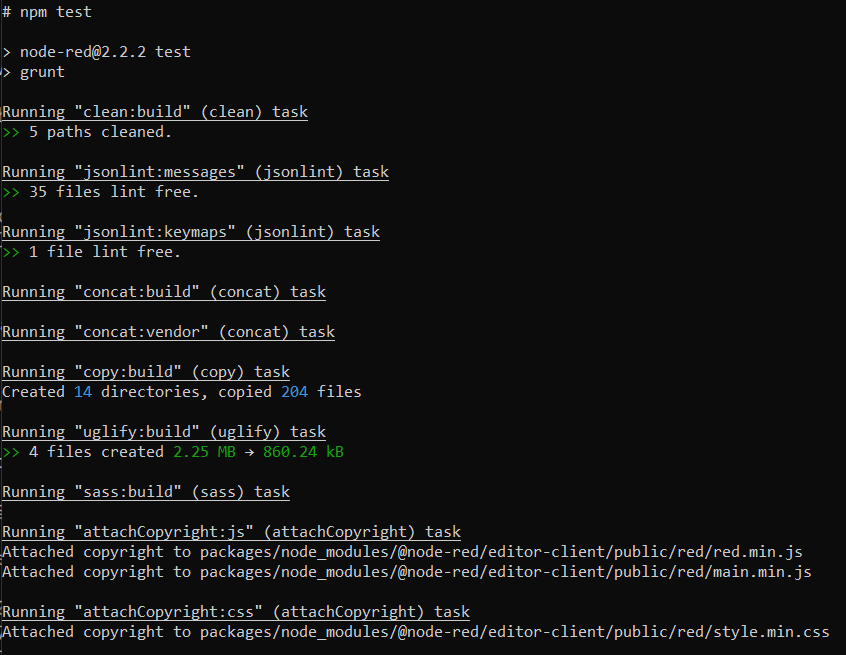 # npm test
> node-red@2.2.2 test
> grunt
Running "clean:build" (clean) task
>> 5 paths cleaned.
Running "jsonlint:messages" (jsonlint) task
>> 35 files lint free.
Running "jsonlint:keymaps" (jsonlint) task
>> 1 file lint free.
Running "concat:build" (concat) task
Running "concat:vendor" (concat) task
Running "copy:build" (copy) task
Created 14 directories, copied 204 files
Running "uglify:build" (uglify) task
>> 4 files created 2.25 MB → 860.24 kB
Running "sass:build" (sass) task
Running "attachCopyright:js" (attachCopyright) task
Attached copyright to packages/node_modules/@node-red/editor-client/public/red/red.min.js
Attached copyright to packages/node_modules/@node-red/editor-client/public/red/main.min.js
Running "attachCopyright:css" (attachCopyright) task
Attached copyright to packages/node_modules/@node-red/editor-client/public/red/style.min.css